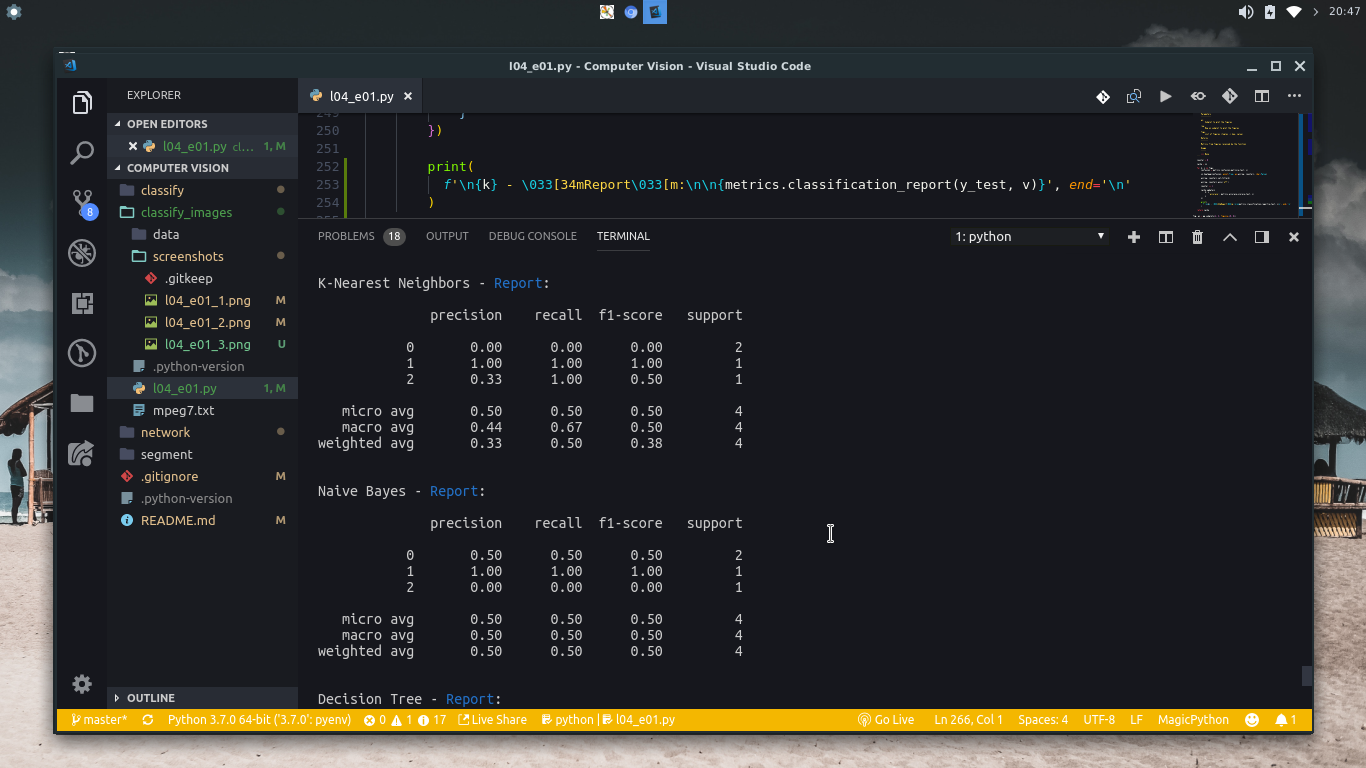 20:47
l04_e01.py - Computer Vision - Visual Studio Code
EXPLORER
l04_e01.py
OPEN EDITORS
l04_e01.py cl... 1, M
COMPUTER VISION
classify
classify_images
data
screenshots
.gitkeep
l04_e01_1.png M
l04_e01_2.png M
l04_e01_3.png U
.python-version
l04_e01.py 1, M
mpeg7.txt
network
segment
.gitignore M
.python-version
README.md M
OUTLINE
8
249 ]
250 })
251
252 print(
253 f'\n{k} - \033[34mReport\033[m:\n\n{metrics.classification_report(y_test, v)}', end='\n'
254 )
PROBLEMS 18 OUTPUT DEBUG CONSOLE TERMINAL 1: python
K-Nearest Neighbors - Report:
precision recall f1-score support
0 0.00 0.00 0.00 2
1 1.00 1.00 1.00 1
2 0.33 1.00 0.50 1
micro avg 0.50 0.50 0.50 4
macro avg 0.44 0.67 0.50 4
weighted avg 0.33 0.50 0.38 4
Naive Bayes - Report:
precision recall f1-score support
0 0.50 0.50 0.50 2
1 1.00 1.00 1.00 1
2 0.00 0.00 0.00 1
micro avg 0.50 0.50 0.50 4
macro avg 0.50 0.50 0.50 4
weighted avg 0.50 0.50 0.50 4
Decision Tree - Report:
master* Python 3.7.0 64-bit ('3.7.0': pyenv) 0 1 17 Live Share python | l04_e01.py Go Live Ln 266, Col 1 Spaces: 4 UTF-8 LF MagicPython 1